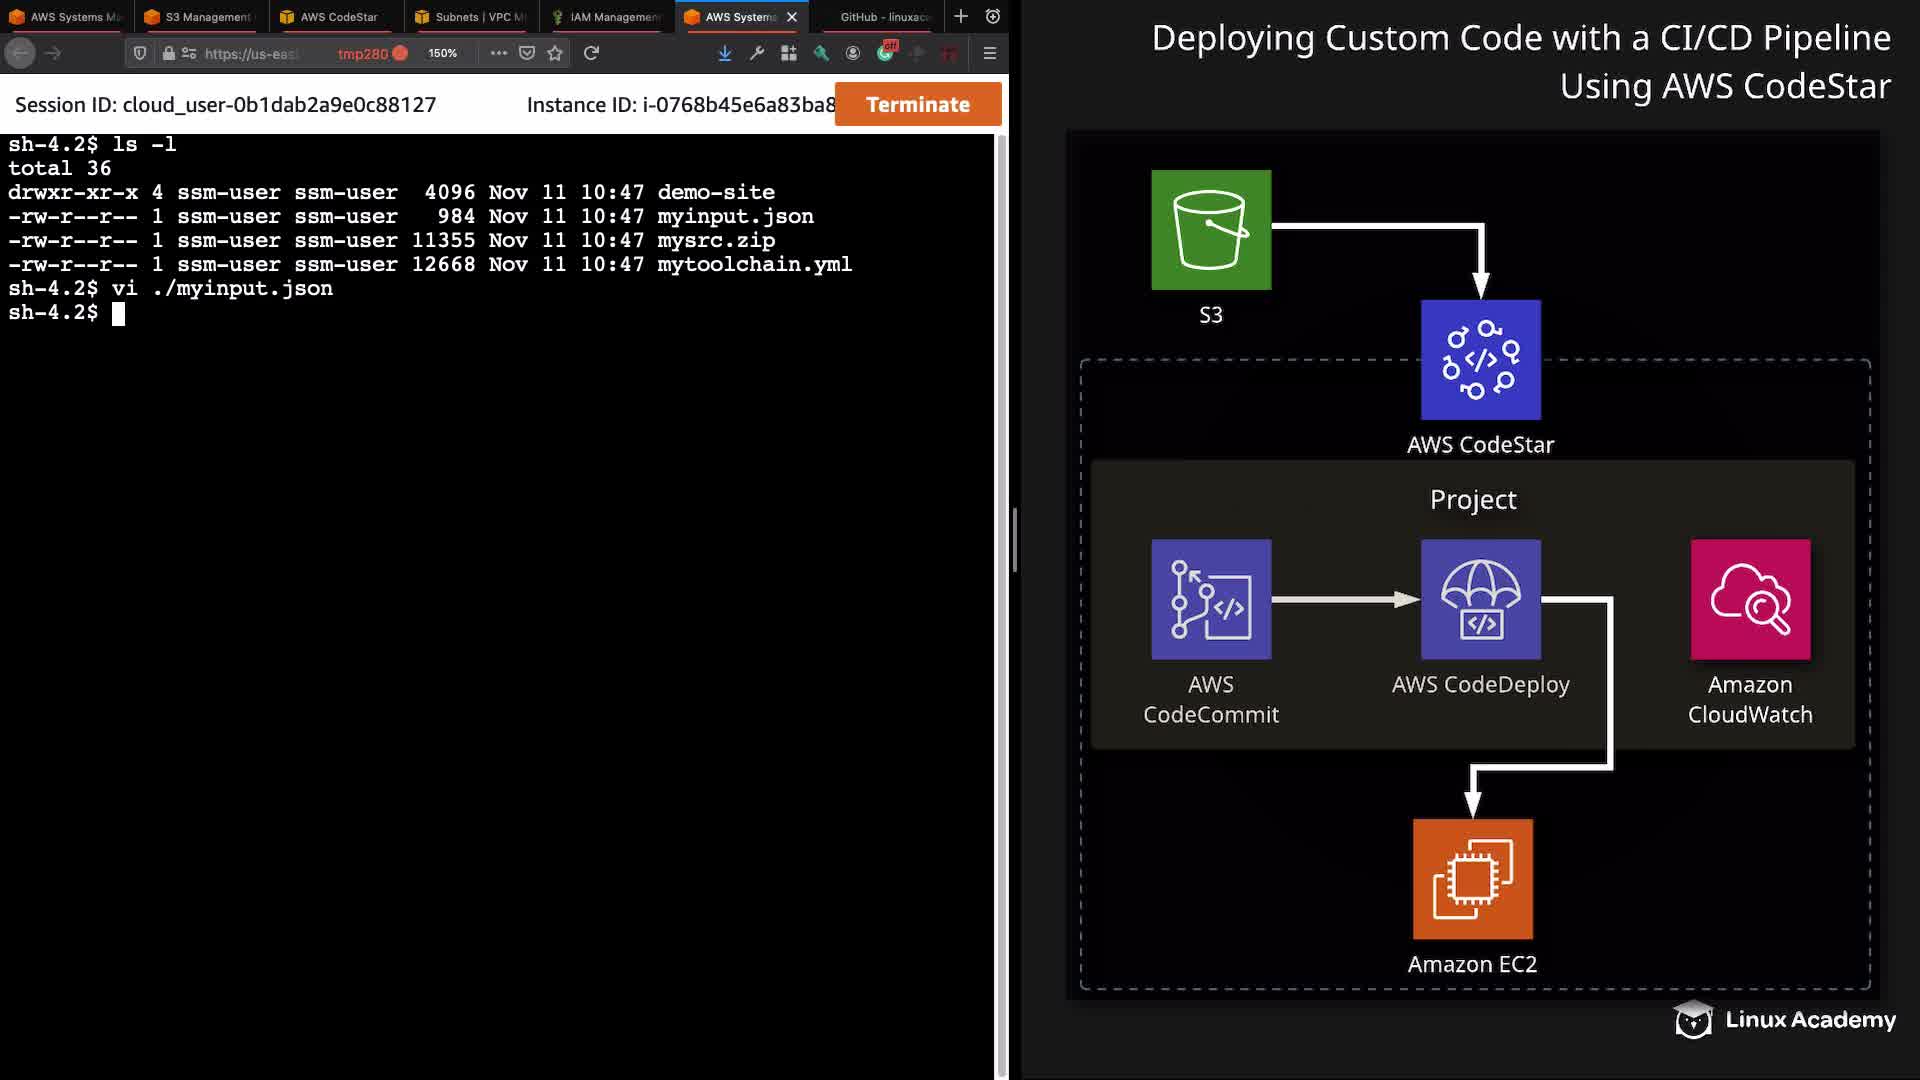 AWS Systems Ma
S3 Management
AWS CodeStar
Subnets | VPC M
IAM Managemen
AWS Systems
GitHub - linuxac
https://us-east
tmp280
150%
off
Session ID: cloud_user-0b1dab2a9e0c88127
Instance ID: i-0768b45e6a83ba8
Terminate
sh-4.2$ ls -l
total 36
drwxr-xr-x 4 ssm-user ssm-user  4096 Nov 11 10:47 demo-site
-rw-r--r-- 1 ssm-user ssm-user   984 Nov 11 10:47 myinput.json
-rw-r--r-- 1 ssm-user ssm-user 11355 Nov 11 10:47 mysrc.zip
-rw-r--r-- 1 ssm-user ssm-user 12668 Nov 11 10:47 mytoolchain.yml
sh-4.2$ vi ./myinput.json
sh-4.2$
Deploying Custom Code with a CI/CD Pipeline
Using AWS CodeStar
S3
AWS CodeStar
Project
AWS
CodeCommit
AWS CodeDeploy
Amazon
CloudWatch
Amazon EC2
Linux Academy